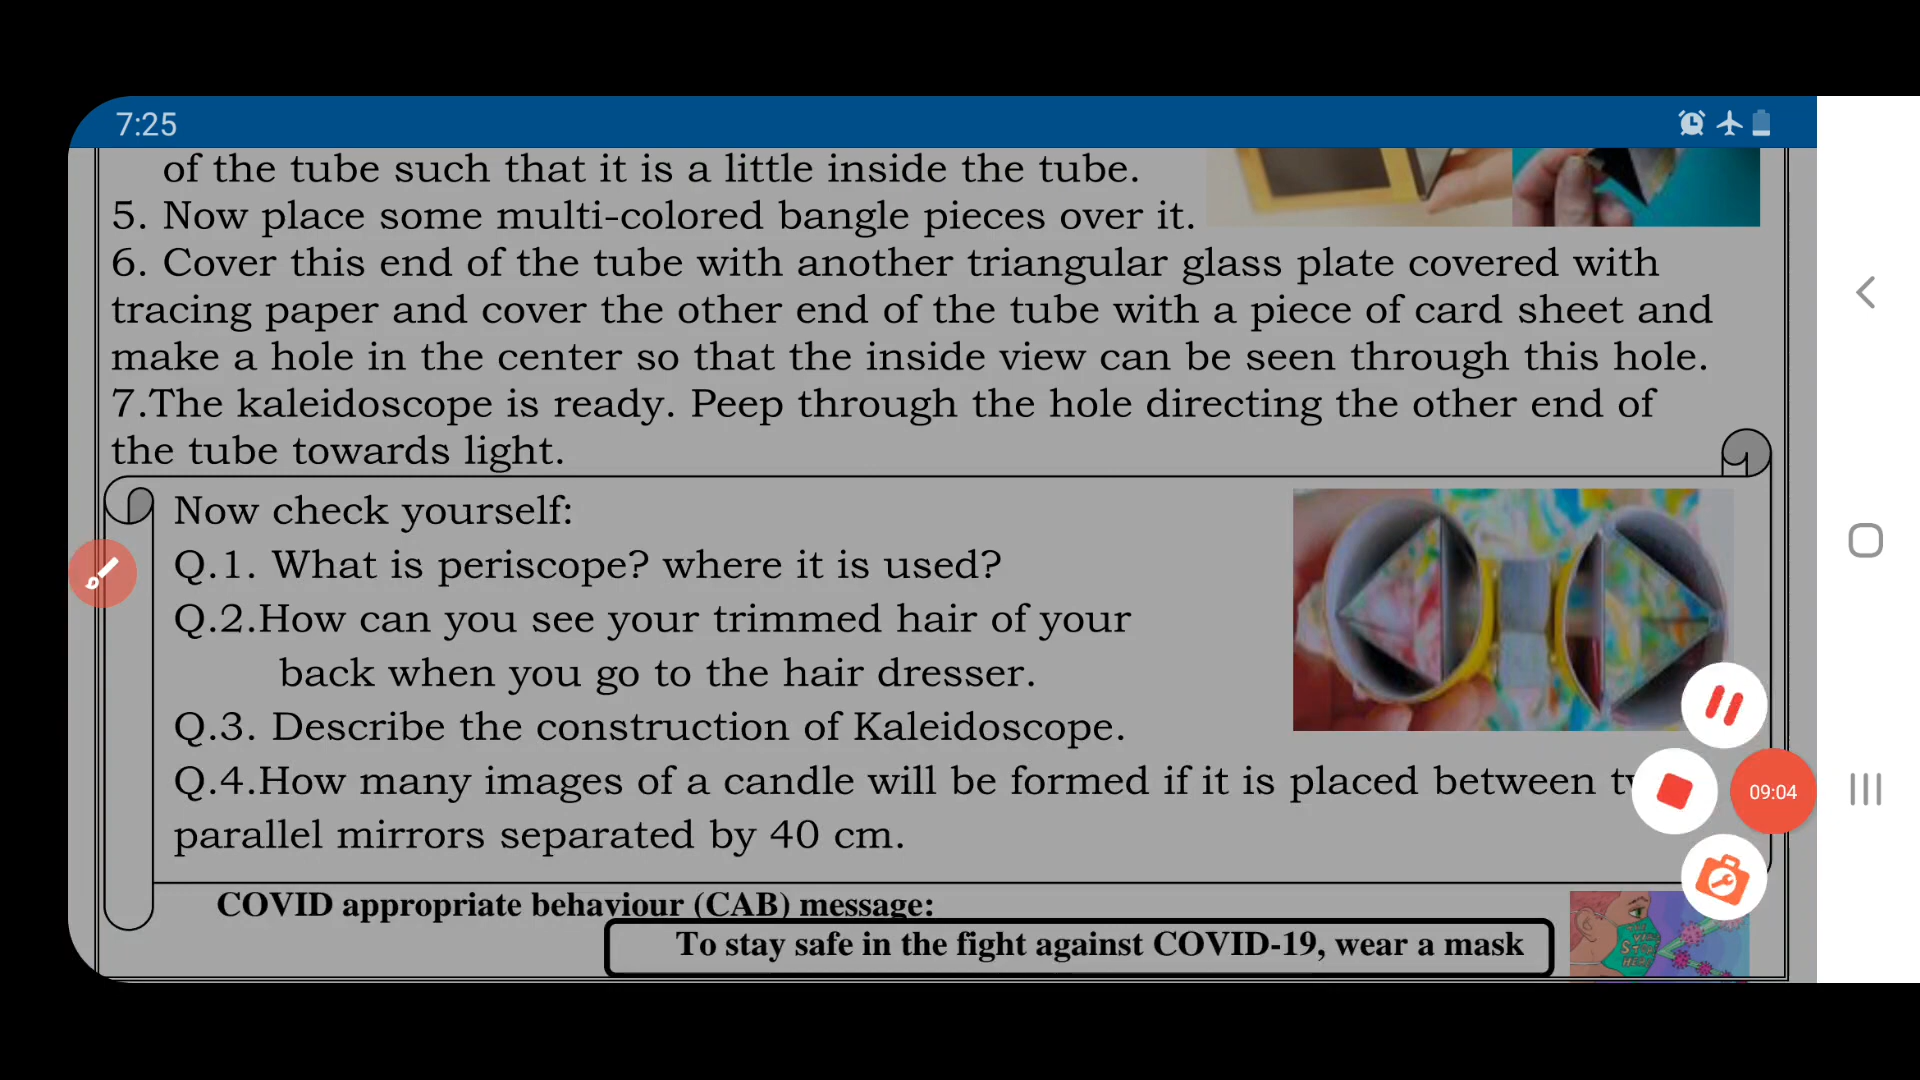 7:25
of the tube such that it is a little inside the tube.
5. Now place some multi-colored bangle pieces over it.
6. Cover this end of the tube with another triangular glass plate covered with
tracing paper and cover the other end of the tube with a piece of card sheet and
make a hole in the center so that the inside view can be seen through this hole.
7.The kaleidoscope is ready. Peep through the hole directing the other end of
the tube towards light.
Now check yourself:
Q.1. What is periscope? where it is used?
Q.2.How can you see your trimmed hair of your
back when you go to the hair dresser.
Q.3. Describe the construction of Kaleidoscope.
Q.4.How many images of a candle will be formed if it is placed between
parallel mirrors separated by 40 cm.
09:04
COVID appropriate behaviour (CAB) message:
To stay safe in the fight against COVID-19, wear a mask